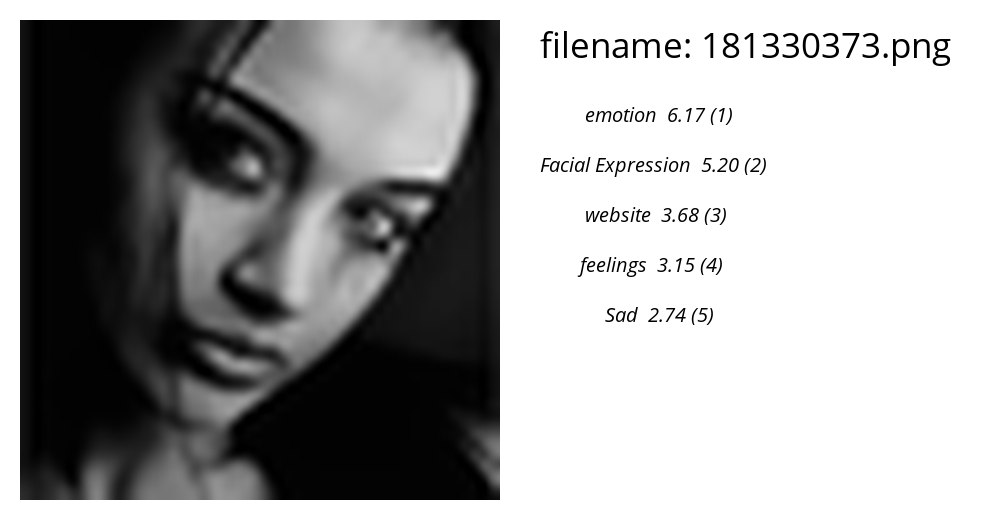 filename: 181330373.png
emotion 6.17 (1)
Facial Expression 5.20 (2)
website 3.68 (3)
feelings 3.15 (4)
Sad 2.74 (5)